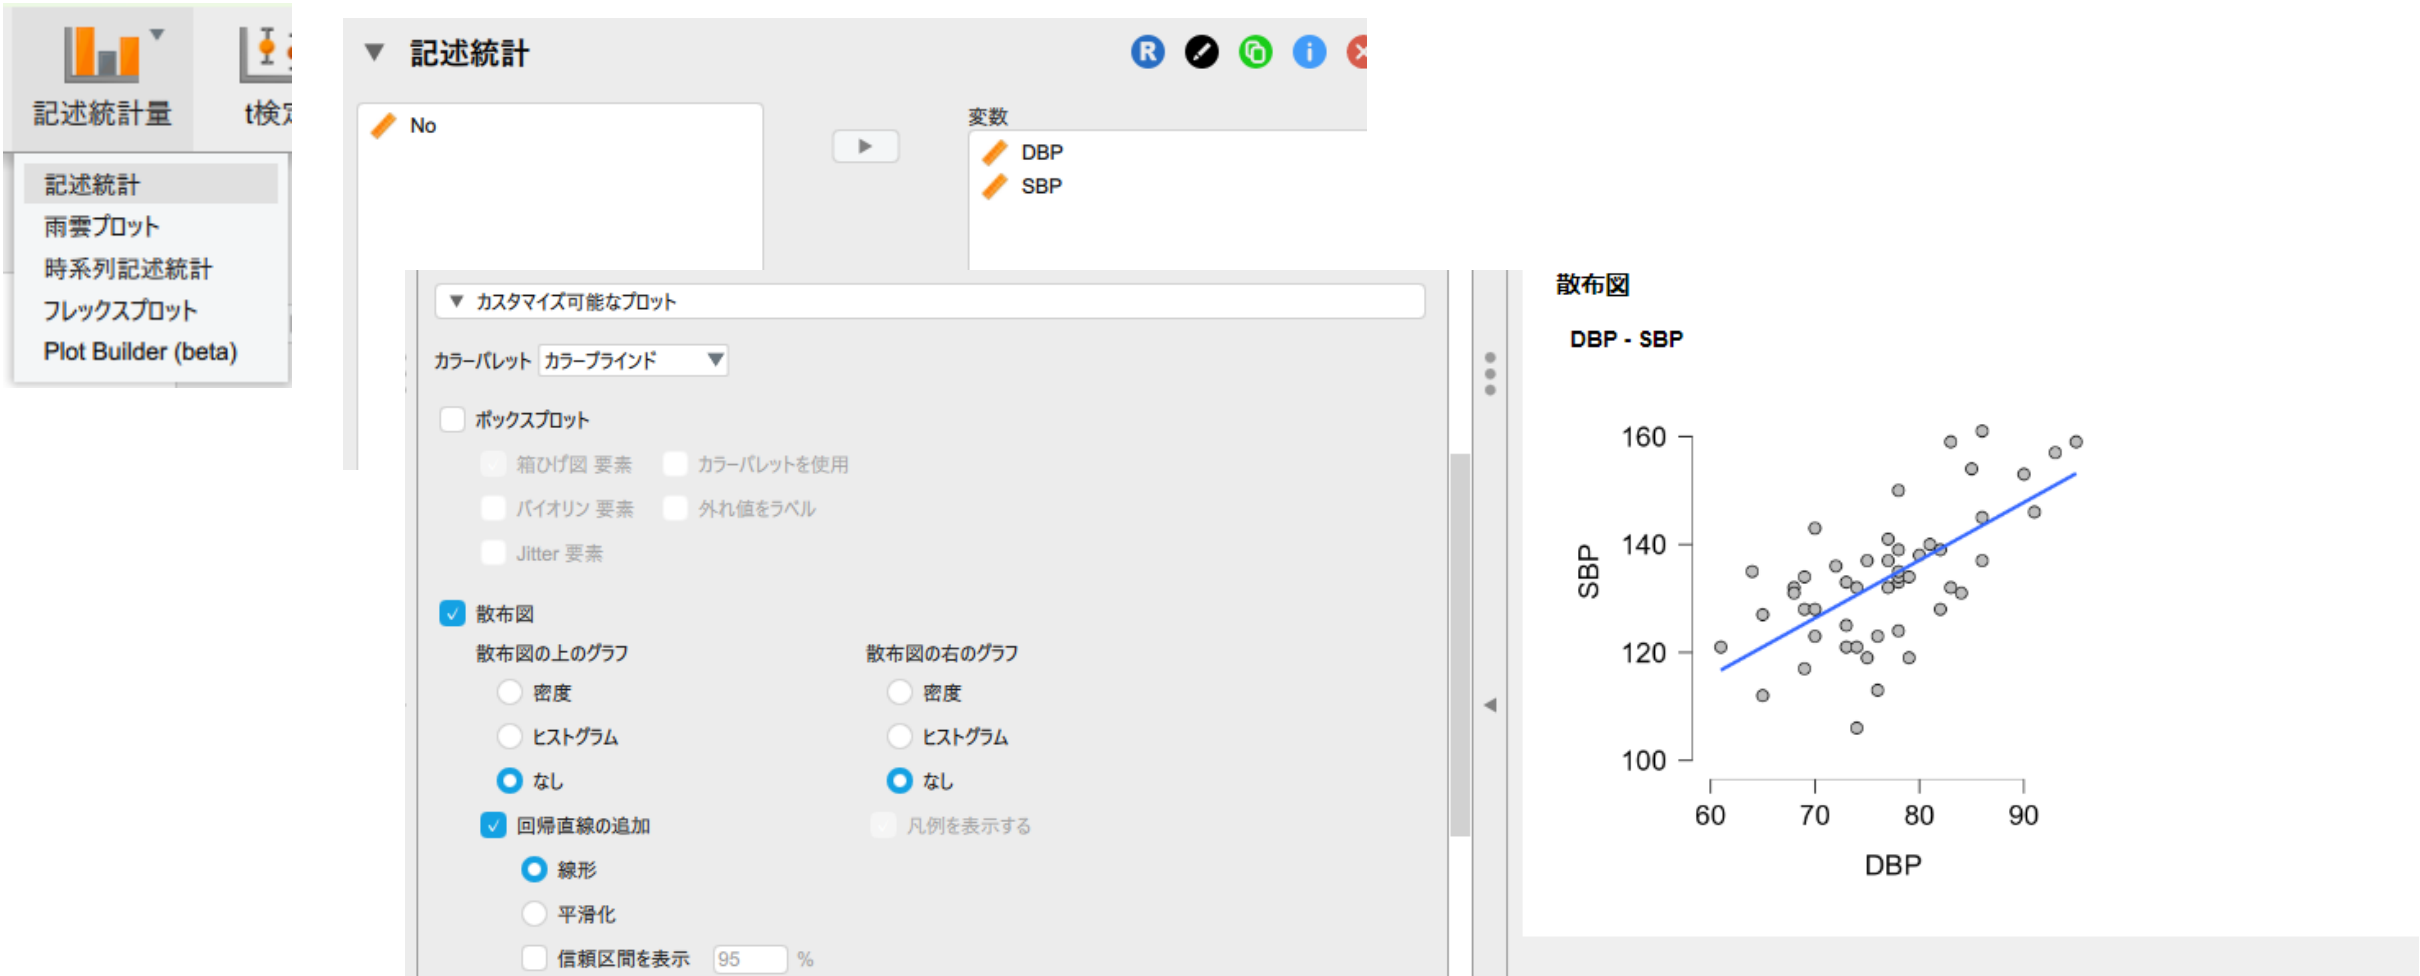 記述統計量
t検定
記述統計
雨雲プロット
時系列記述統計
フレックスプロット
Plot Builder (beta)
記述統計
R
i
No
変数
DBP
SBP
カスタマイズ可能なプロット
カラーパレット カラーブラインド
ボックスプロット
箱ひげ図 要素 カラーパレットを使用
バイオリン 要素 外れ値をラベル
Jitter 要素
散布図
散布図の上のグラフ 散布図の右のグラフ
密度 密度
ヒストグラム ヒストグラム
なし なし
回帰直線の追加 凡例を表示する
線形
平滑化
信頼区間を表示 95 %
散布図
DBP - SBP
160
140
120
100
SBP
60 70 80 90
DBP